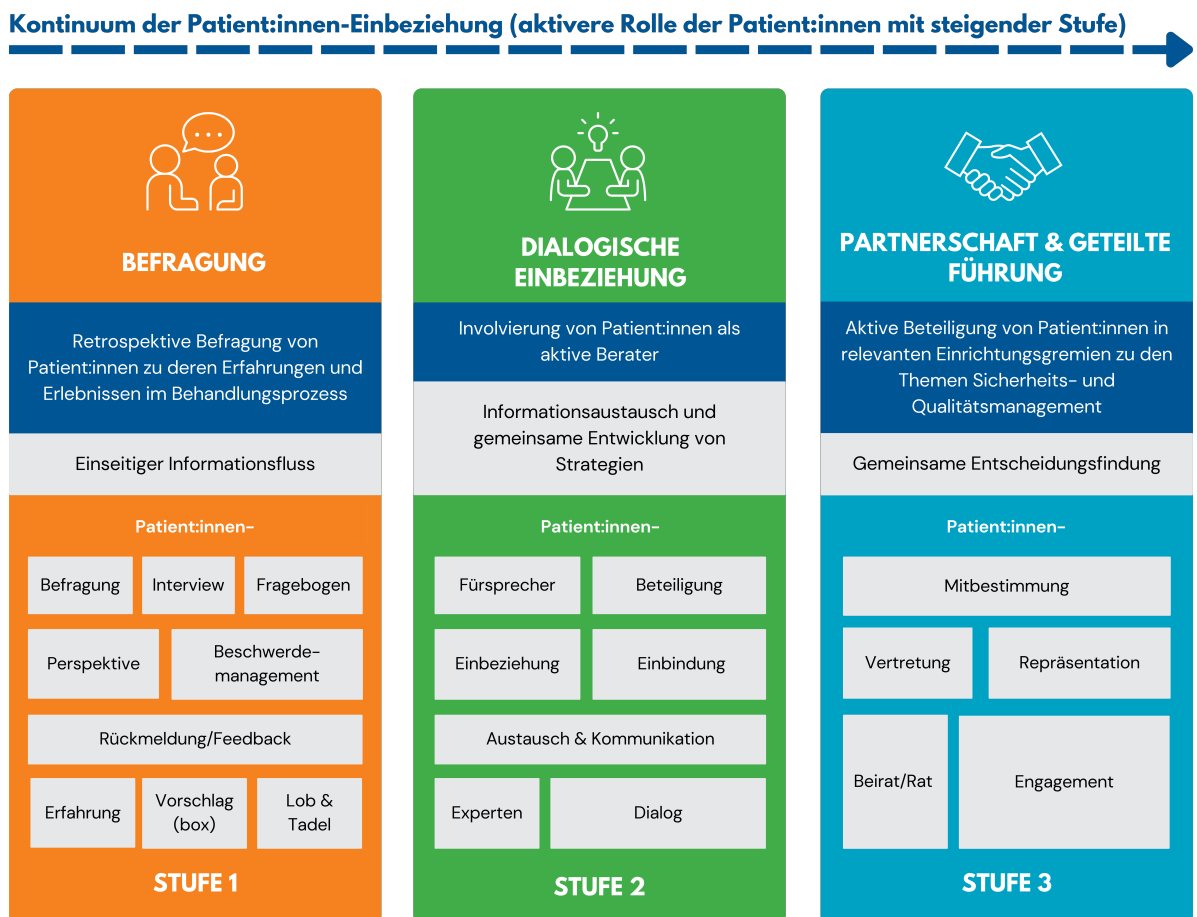 Kontinuum der Patient:innen-Einbeziehung (aktivere Rolle der Patient:innen mit steigender Stufe)
BEFRAGUNG
Retrospektive Befragung von
Patient:innen zu deren Erfahrungen und
Erlebnissen im Behandlungsprozess
Einseitiger Informationsfluss
Patient:innen-
Befragung
Interview
Fragebogen
Perspektive
Beschwerde-
management
Rückmeldung/Feedback
Erfahrung
Vorschlag
(box)
Lob &
Tadel
STUFE 1
DIALOGISCHE
EINBEZIEHUNG
Involvierung von Patient:innen als
aktive Berater
Informationsaustausch und
gemeinsame Entwicklung von
Strategien
Patient:innen-
Fürsprecher
Beteiligung
Einbeziehung
Einbindung
Austausch & Kommunikation
Experten
Dialog
STUFE 2
PARTNERSCHAFT & GETEILTE
FÜHRUNG
Aktive Beteiligung von Patient:innen in
relevanten Einrichtungsgremien zu den
Themen Sicherheits- und
Qualitätsmanagement
Gemeinsame Entscheidungsfindung
Patient:innen-
Mitbestimmung
Vertretung
Repräsentation
Beirat/Rat
Engagement
STUFE 3